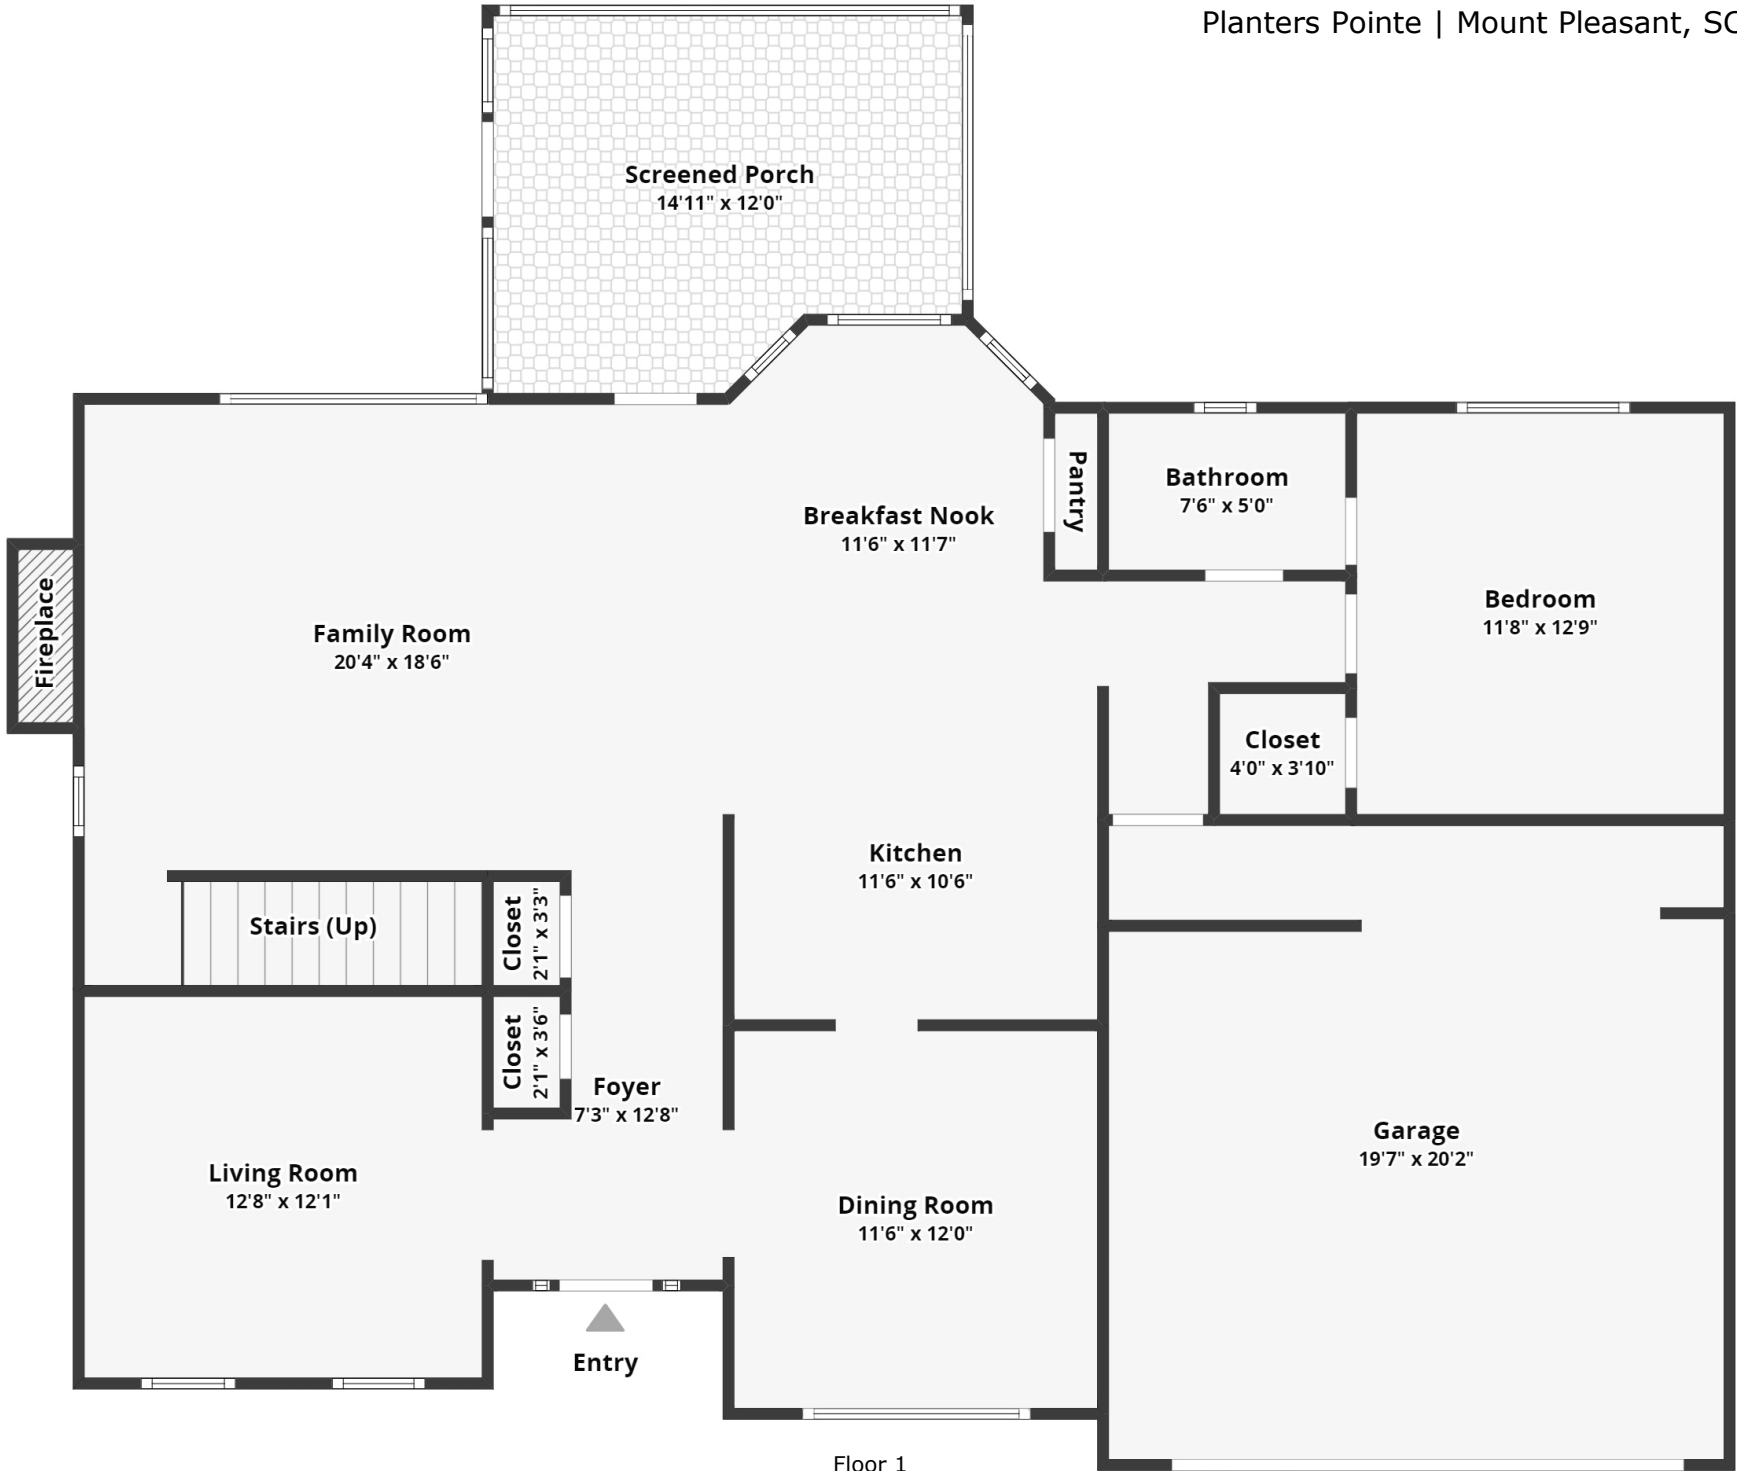 Planters Pointe | Mount Pleasant, SC
Screened Porch
14'11" x 12'0"
Pantry
Bathroom
7'6" x 5'0"
Breakfast Nook
11'6" x 11'7"
Bedroom
11'8" x 12'9"
Fireplace
Family Room
20'4" x 18'6"
Closet
4'0" x 3'10"
Kitchen
11'6" x 10'6"
Stairs (Up)
Closet
2'1" x 3'3"
Closet
2'1" x 3'6"
Foyer
7'3" x 12'8"
Garage
19'7" x 20'2"
Living Room
12'8" x 12'1"
Dining Room
11'6" x 12'0"
Entry
Floor 1